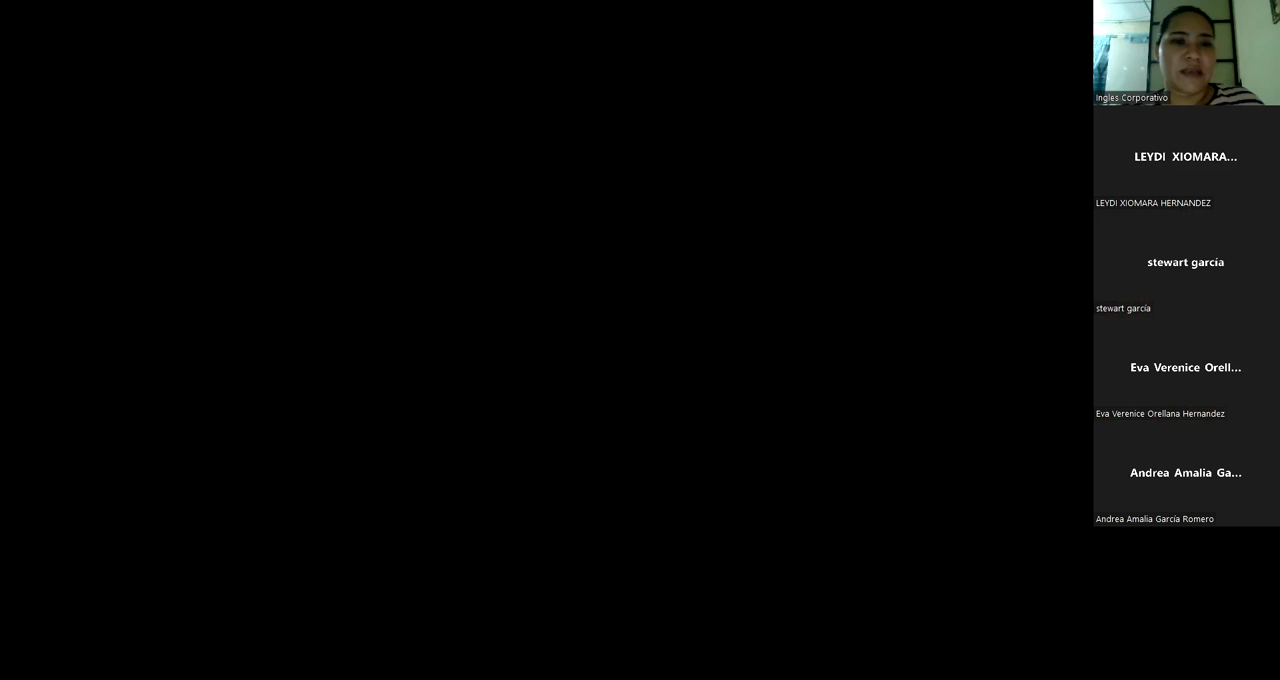 Ingles Corporativo
LEYDI XIOMARA...
LEYDI XIOMARA HERNANDEZ
stewart garcía
stewart garcía
Eva Verenice Orell...
Eva Verenice Orellana Hernandez
Andrea Amalia Ga...
Andrea Amalia García Romero